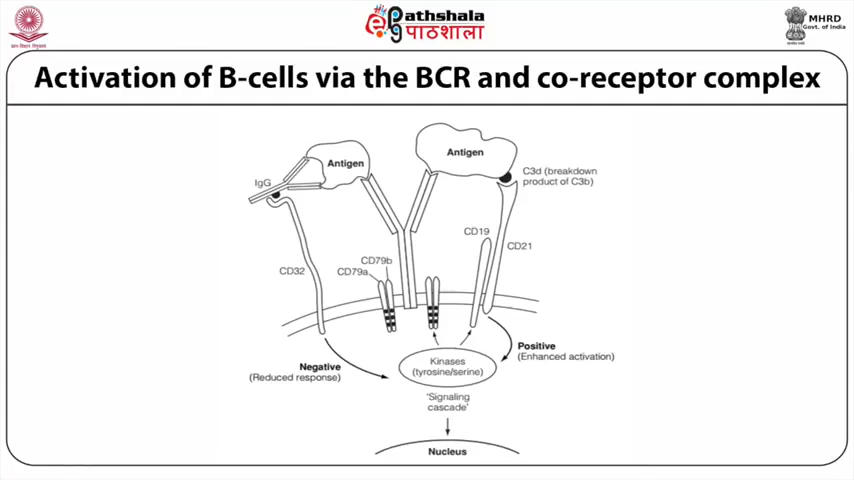 Pathshala
पाठशाला
MHRD
Govt. of India
Activation of B-cells via the BCR and co-receptor complex
Antigen
Antigen
IgG
C3d (breakdown
product of C3b)
CD19
CD21
CD32
CD79b
CD79a
Positive
(Enhanced activation)
Negative
(Reduced response)
Kinases
(tyrosine/serine)
'Signaling
cascade'
Nucleus